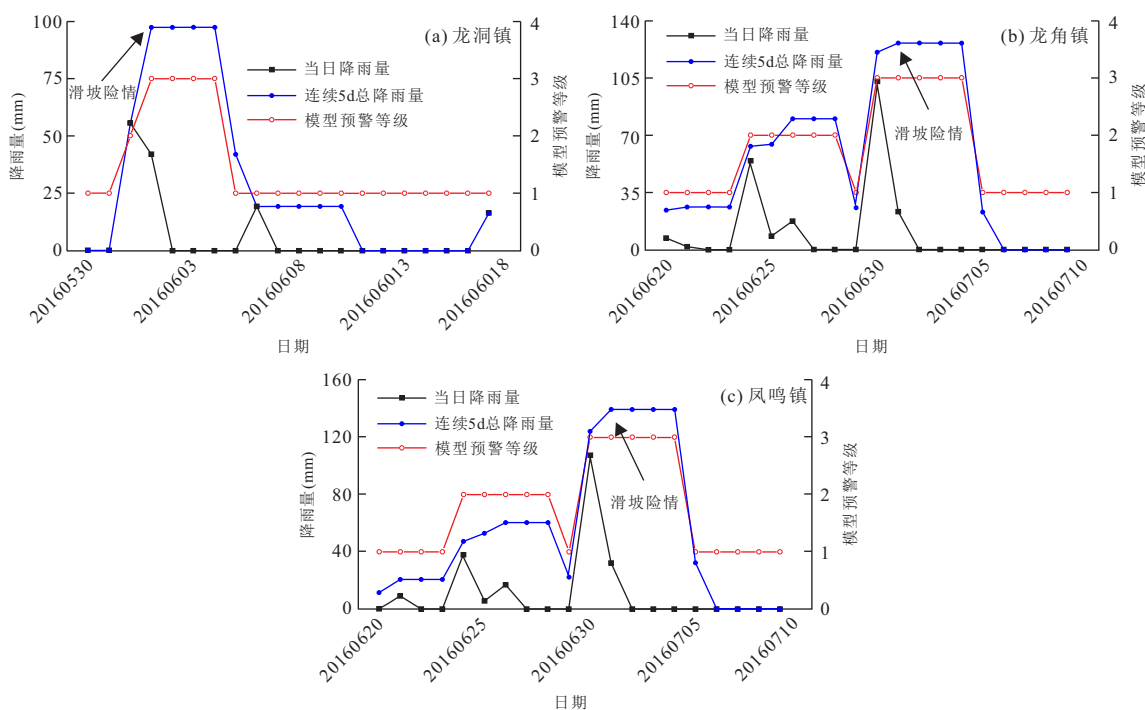 (a) 龙洞镇
降雨量(mm)
100
75
50
25
0
4
3
2
1
0
模型预警等级
当日降雨量
连续5d总降雨量
模型预警等级
滑坡险情
20160530
20160603
20160608
201606013
201606018
日期
(b) 龙角镇
降雨量(mm)
140
105
70
35
0
4
3
2
1
0
模型预警等级
当日降雨量
连续5d总降雨量
模型预警等级
滑坡险情
20160620
20160625
20160630
20160705
20160710
日期
(c) 凤鸣镇
降雨量(mm)
160
120
80
40
0
4
3
2
1
0
模型预警等级
当日降雨量
连续5d总降雨量
模型预警等级
滑坡险情
20160620
20160625
20160630
20160705
20160710
日期